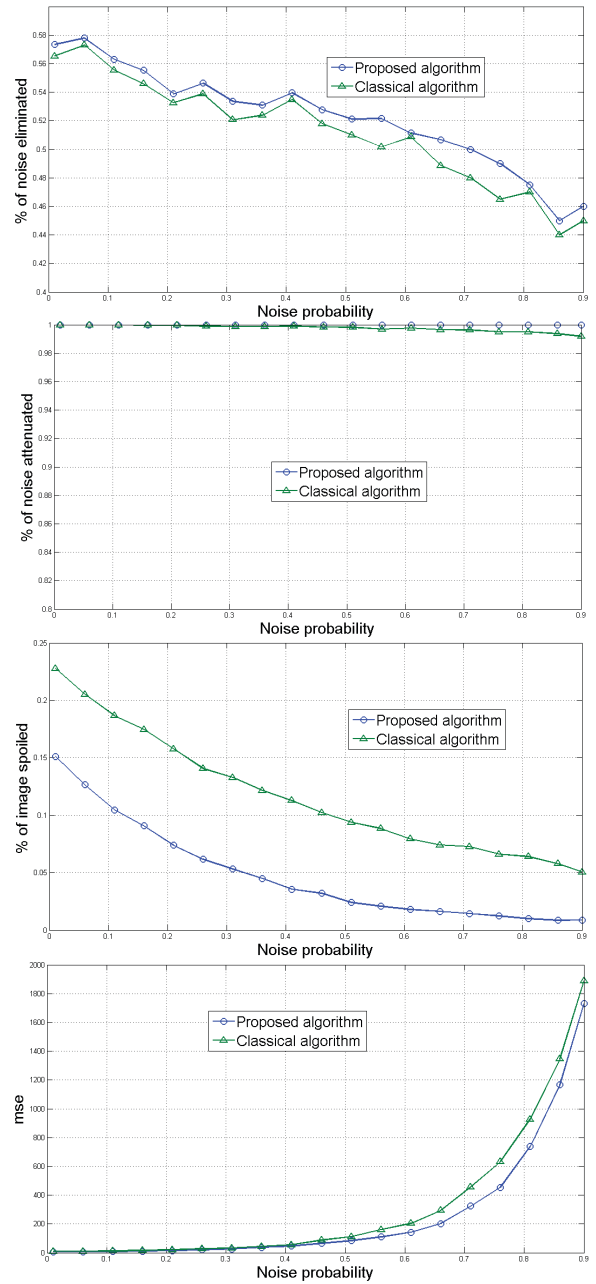 0.58
0.56
0.54
0.52
0.5
0.48
0.46
0.44
0.42
0.4
% of noise eliminated
Proposed algorithm
Classical algorithm
0 0.1 0.2 0.3 0.4 0.5 0.6 0.7 0.8 0.9
Noise probability
1
0.98
0.96
0.94
0.92
0.9
0.88
0.86
0.84
0.82
0.8
% of noise attenuated
Proposed algorithm
Classical algorithm
0 0.1 0.2 0.3 0.4 0.5 0.6 0.7 0.8 0.9
Noise probability
0.25
0.2
0.15
0.1
0.05
0
% of image spoiled
Proposed algorithm
Classical algorithm
0 0.1 0.2 0.3 0.4 0.5 0.6 0.7 0.8 0.9
Noise probability
2000
1800
1600
1400
1200
1000
800
600
400
200
0
mse
Proposed algorithm
Classical algorithm
0 0.1 0.2 0.3 0.4 0.5 0.6 0.7 0.8 0.9
Noise probability